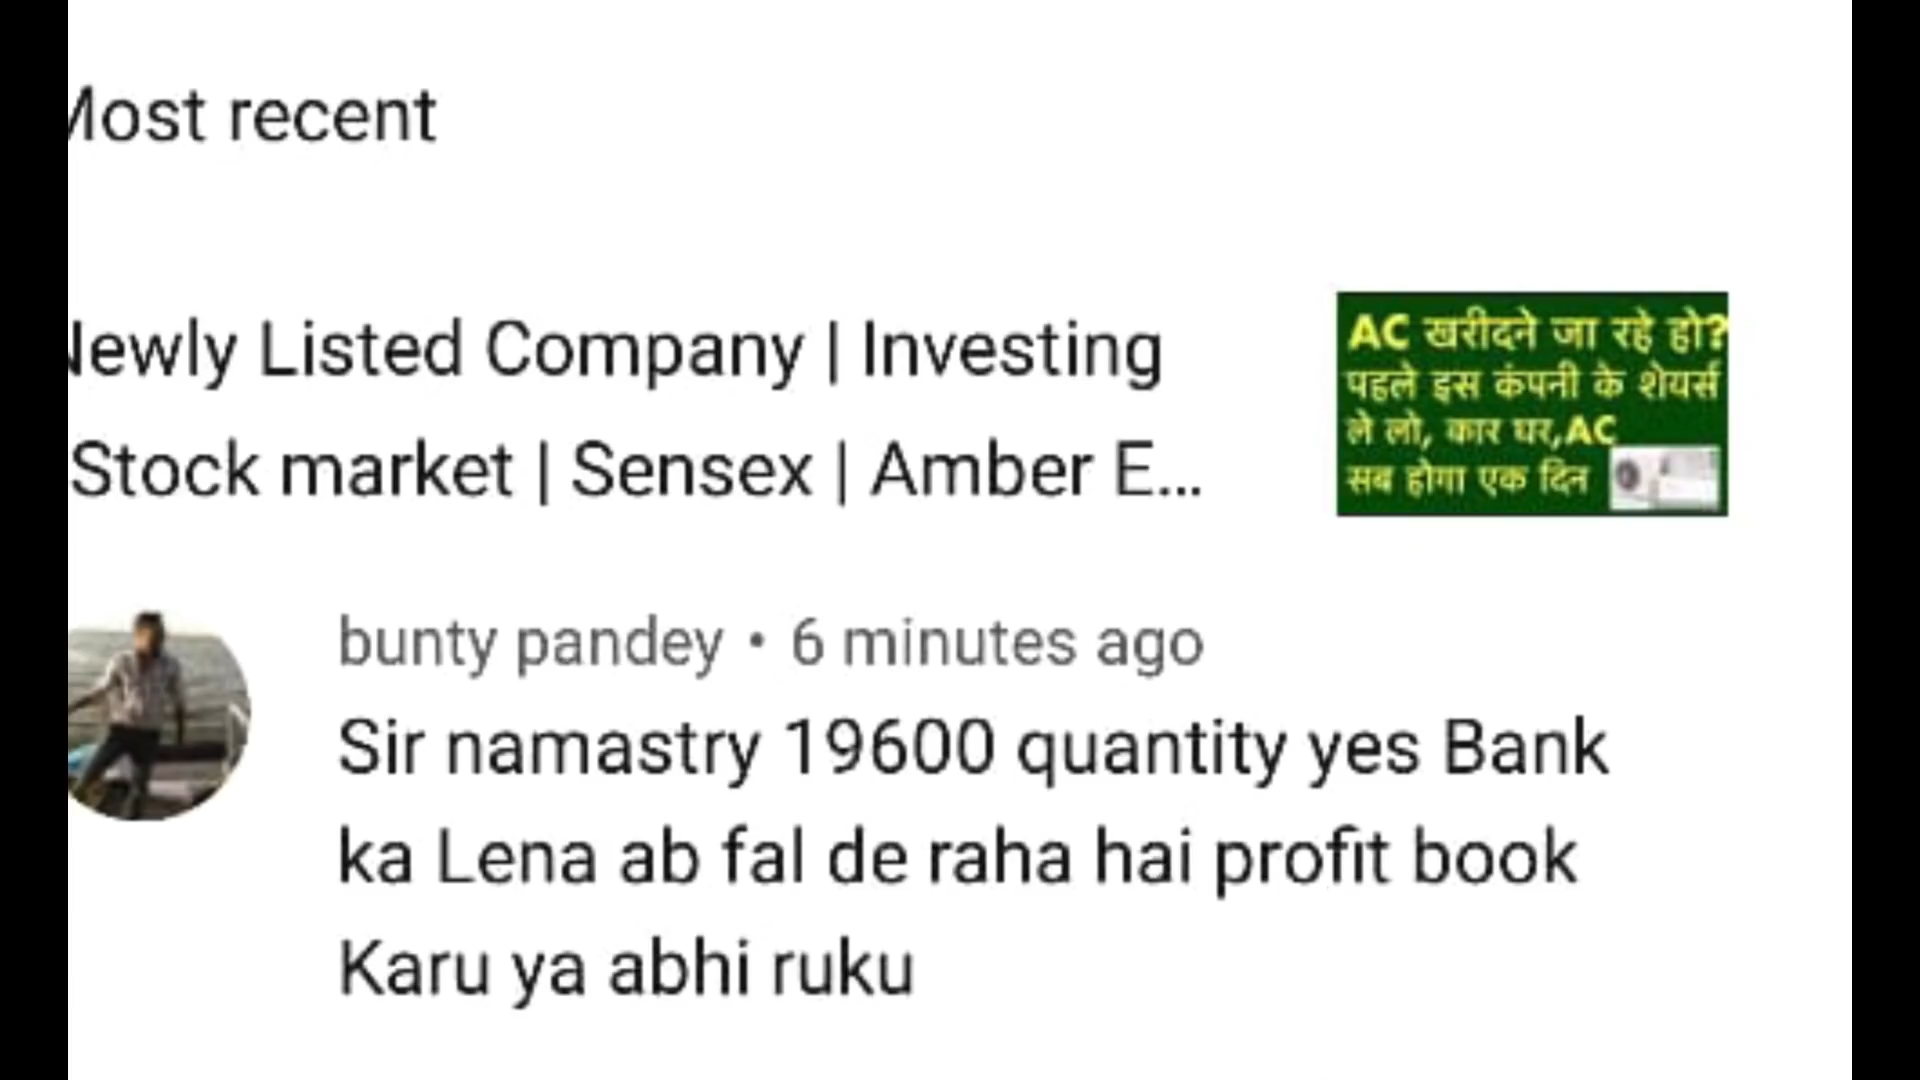 Most recent
Newly Listed Company | Investing
Stock market | Sensex | Amber E...
AC खरीदने जा रहे हो?
पहले इस कंपनी के शेयर्स
ले लो, कार घर,AC
सब होगा एक दिन
bunty pandey • 6 minutes ago
Sir namastry 19600 quantity yes Bank
ka Lena ab fal de raha hai profit book
Karu ya abhi ruku